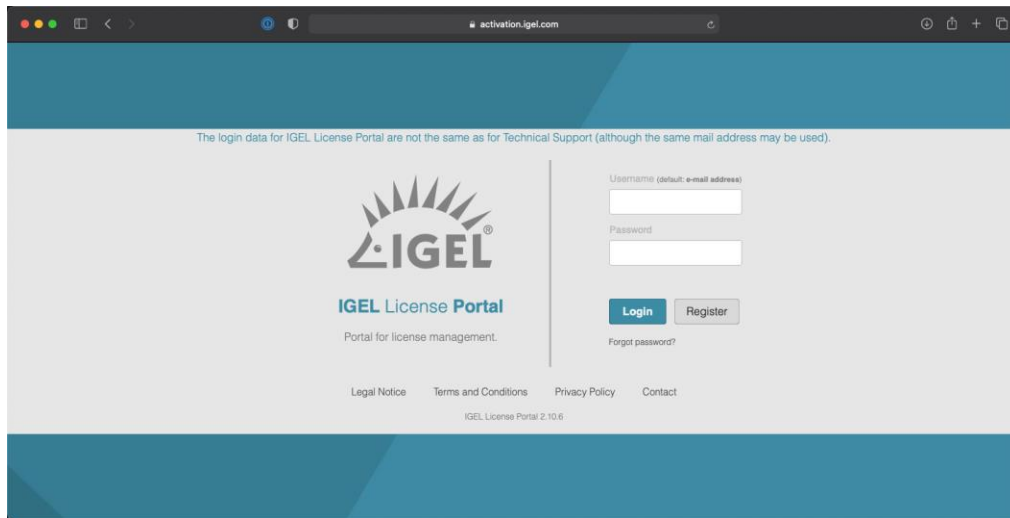 activation.igel.com
The login data for IGEL License Portal are not the same as for Technical Support (although the same mail address may be used).
IGEL®
IGEL License Portal
Portal for license management.
Username (default: e-mail address)
Password
Login Register
Forgot password?
Legal Notice Terms and Conditions Privacy Policy Contact
IGEL License Portal 2.10.6